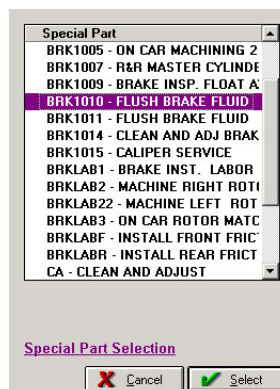 Special Part
BRK1005 - ON CAR MACHINING 2
BRK1007 - R&R MASTER CYLINDE
BRK1009 - BRAKE INSP. FLOAT A
BRK1010 - FLUSH BRAKE FLUID
BRK1011 - FLUSH BRAKE FLUID
BRK1014 - CLEAN AND ADJ BRAK
BRK1015 - CALIPER SERVICE
BRKLAB1 - BRAKE INST. LABOR
BRKLAB2 - MACHINE RIGHT ROT
BRKLAB22 - MACHINE LEFT ROT
BRKLAB3 - ON CAR ROTOR MATC
BRKLABF - INSTALL FRONT FRIC
BRKLABR - INSTALL REAR FRICT
CA - CLEAN AND ADJUST
Special Part Selection
Cancel Select